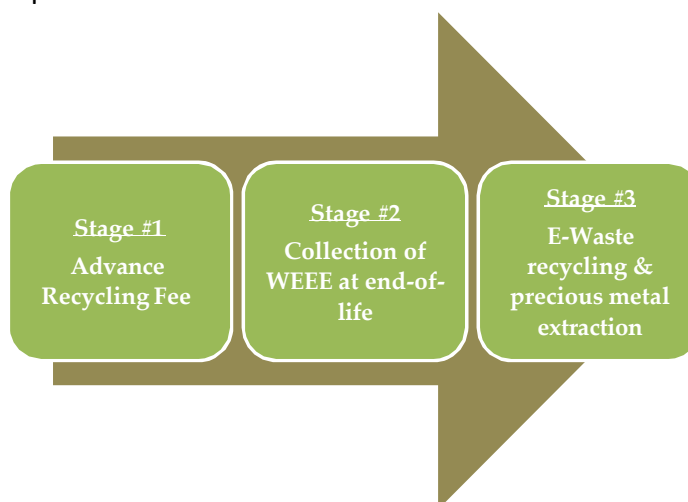 Stage #1
Advance
Recycling Fee
Stage #2
Collection of
WEEE at end-of-
life
Stage #3
E-Waste
recycling &
precious metal
extraction